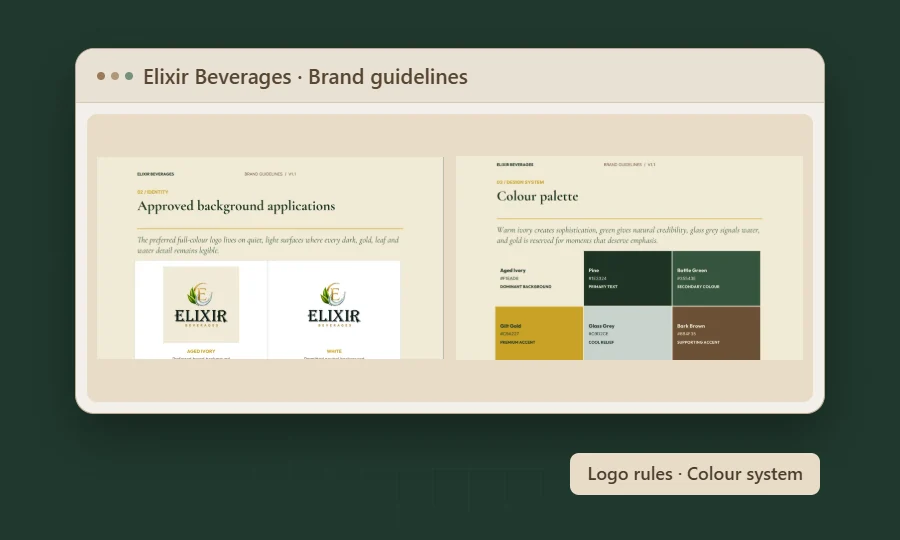 Elixir Beverages · Brand guidelines
ELIXIR BEVERAGES
BRAND GUIDELINES / V1.1
02 / IDENTITY
Approved background applications
The preferred full-colour logo lives on quiet, light surfaces where every dark, gold, leaf and
water detail remains legible.
E
ELIXIR
BEVERAGES
AGED IVORY
E
ELIXIR
BEVERAGES
WHITE
ELIXIR BEVERAGES
BRAND GUIDELINES / V1.1
03 / DESIGN SYSTEM
Colour palette
Warm ivory creates sophistication, green gives natural credibility, glass grey signals water,
and gold is reserved for moments that deserve emphasis.
Aged Ivory
DOMINANT BACKGROUND
Pine
PRIMARY TEXT
Bottle Green
SECONDARY COLOUR
Gilt Gold
PREMIUM ACCENT
Glass Grey
COOL RELIEF
Bark Brown
SUPPORTING ACCENT
Logo rules · Colour system